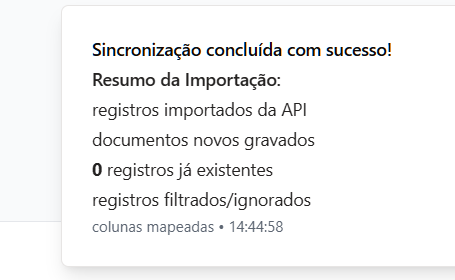 Sincronização concluída com sucesso!
Resumo da Importação:
registros importados da API
documentos novos gravados
0 registros já existentes
registros filtrados/ignorados
colunas mapeadas • 14:44:58